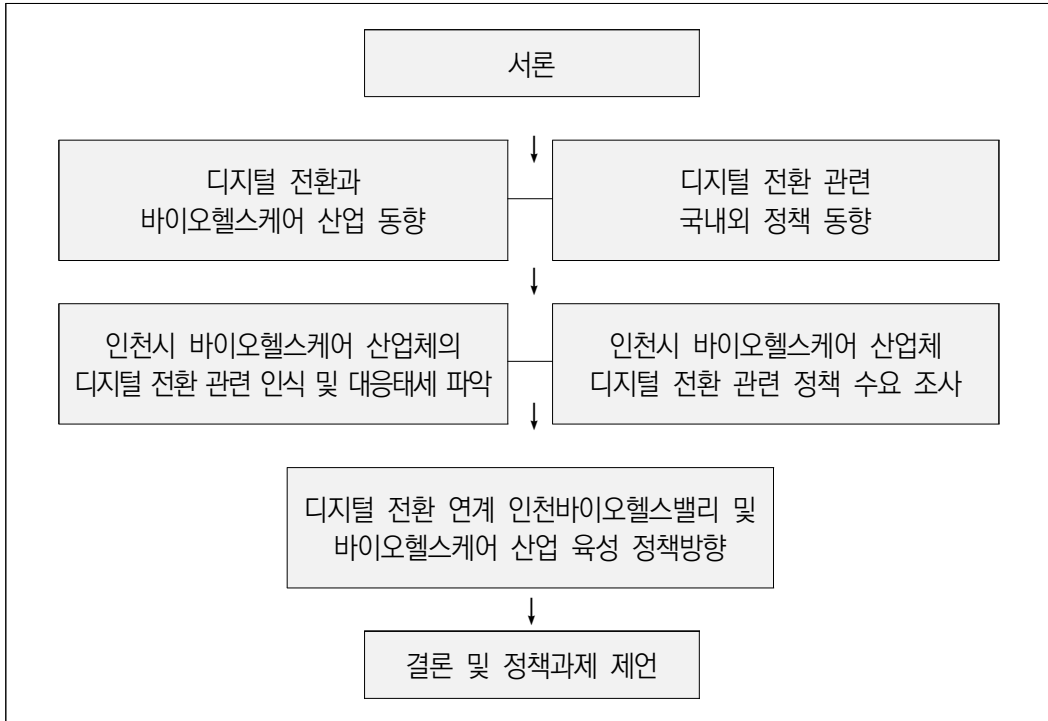 서론
디지털 전환과
바이오헬스케어 산업 동향
디지털 전환 관련
국내외 정책 동향
인천시 바이오헬스케어 산업체의
디지털 전환 관련 인식 및 대응태세 파악
인천시 바이오헬스케어 산업체
디지털 전환 관련 정책 수요 조사
디지털 전환 연계 인천바이오헬스밸리 및
바이오헬스케어 산업 육성 정책방향
결론 및 정책과제 제언